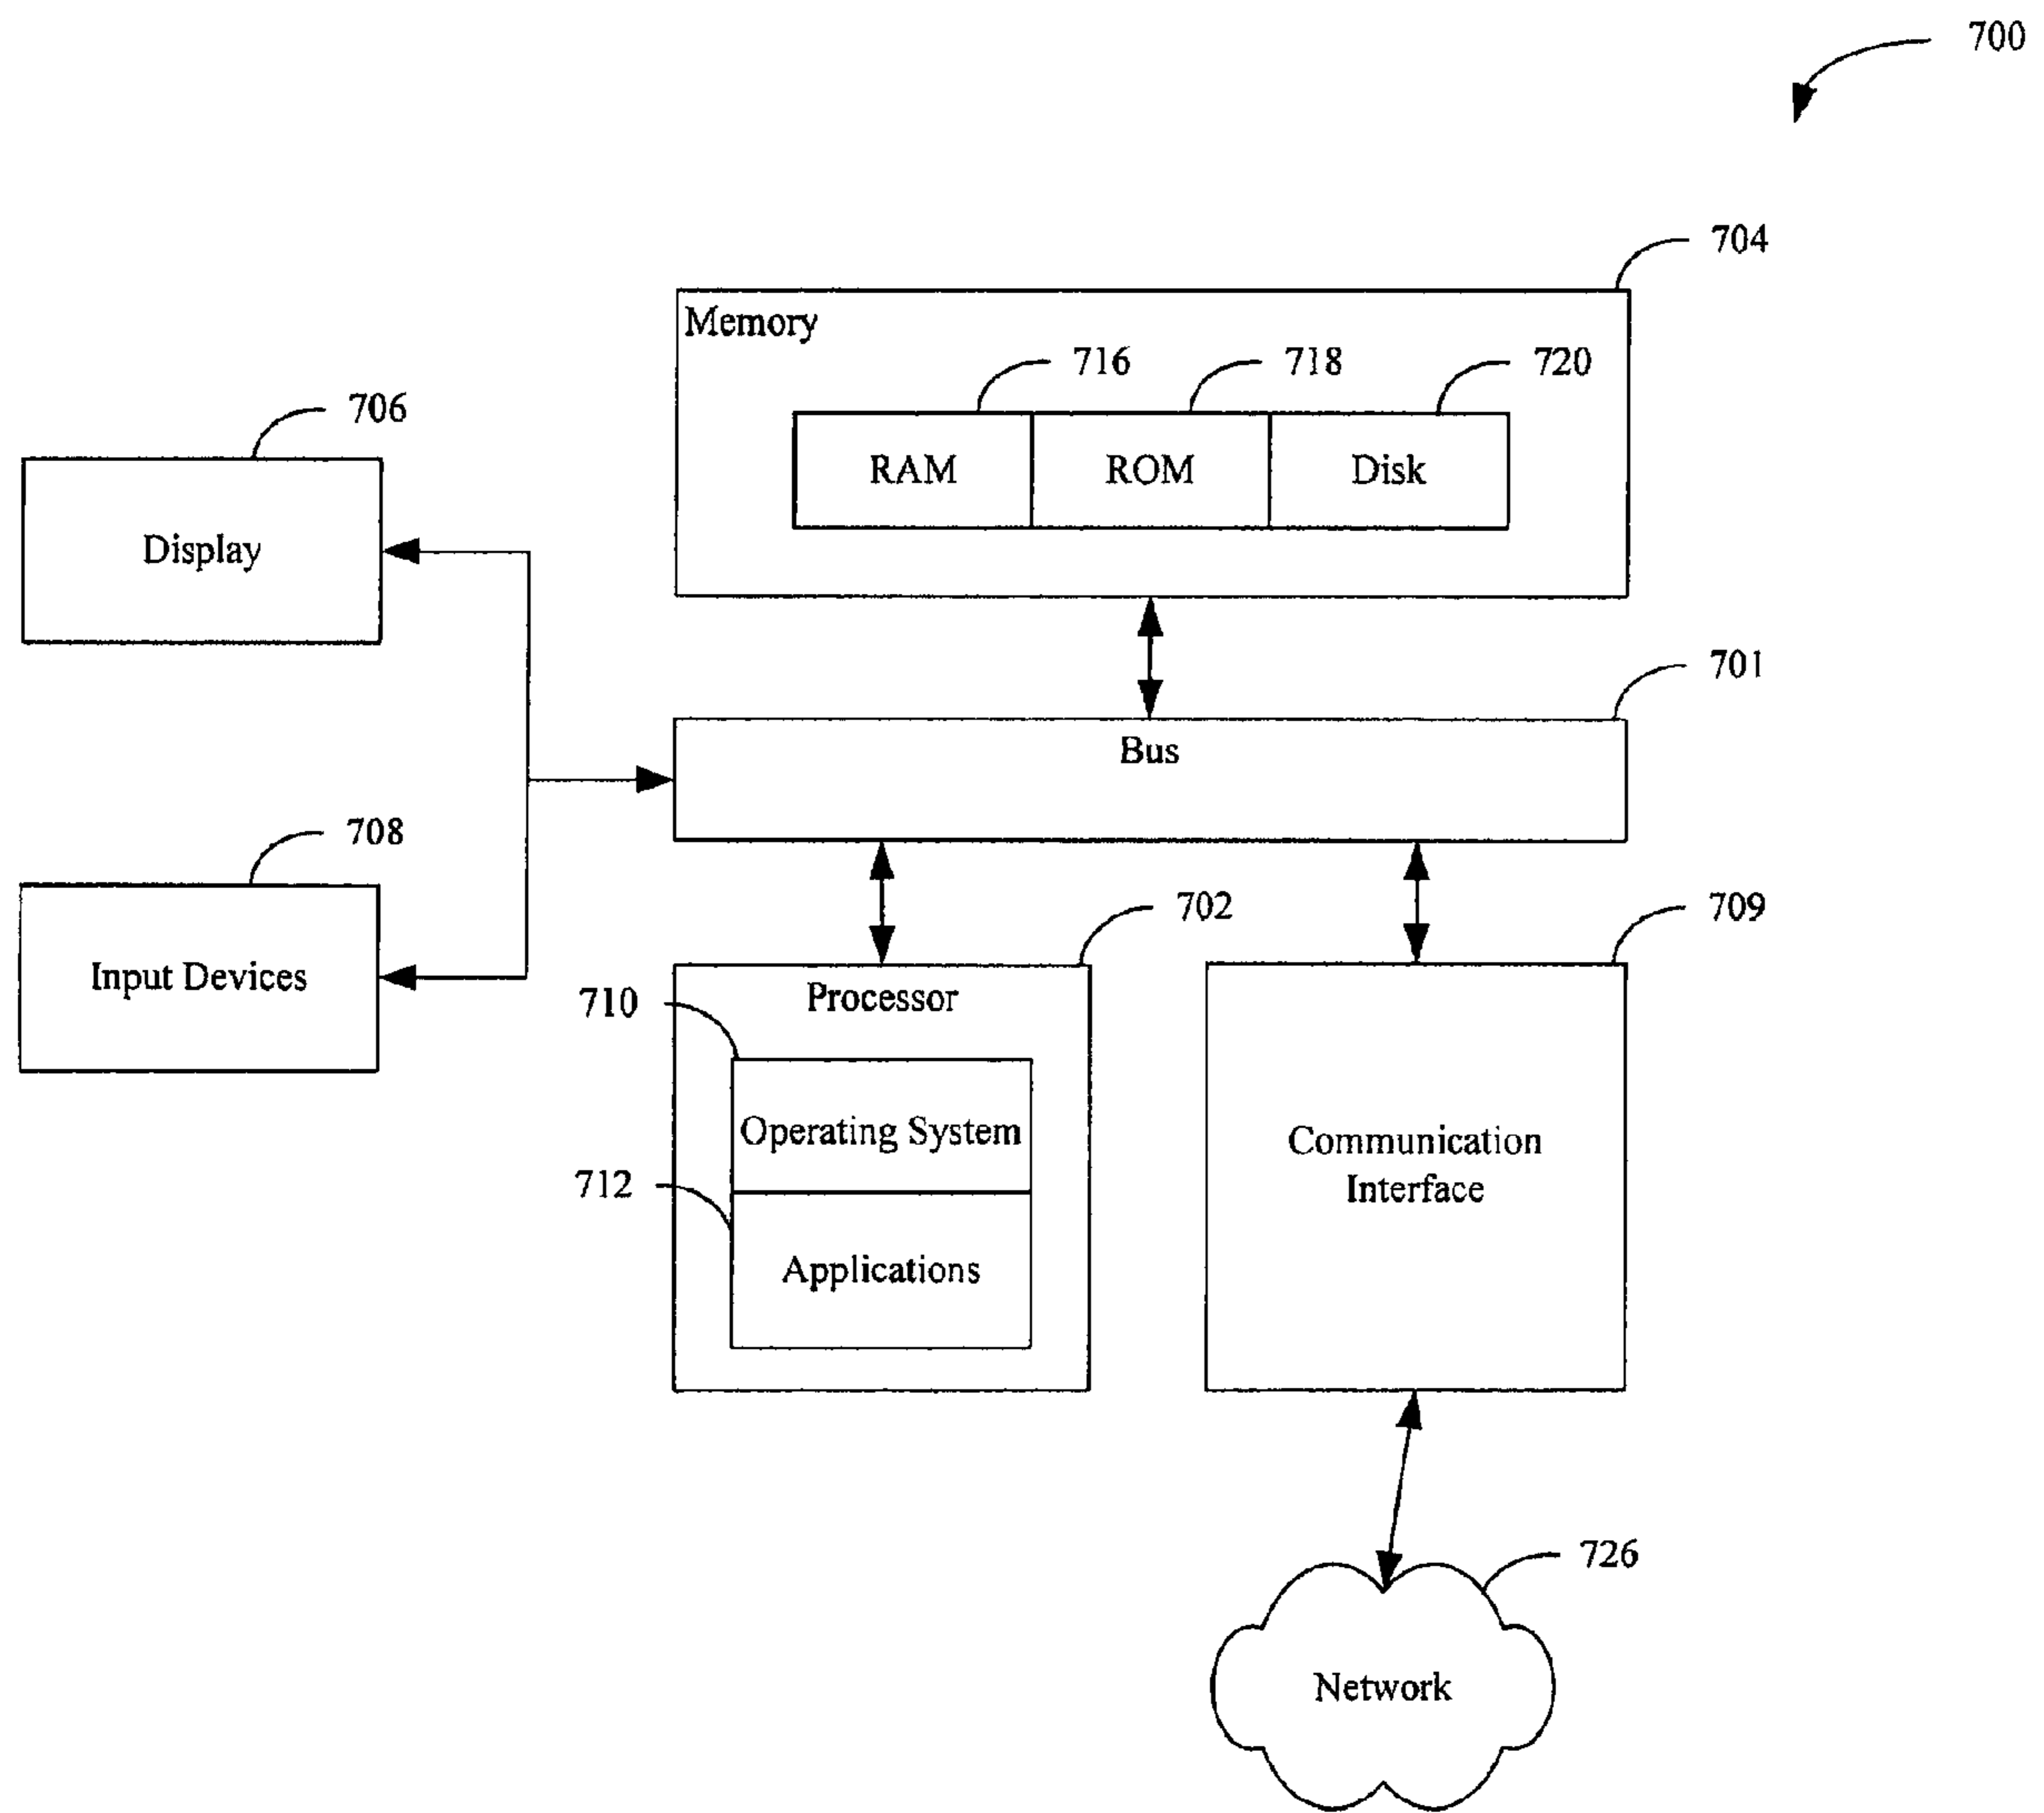 700
704
Memory
716
718
720
706
RAM
ROM
Disk
Display
701
Bus
708
702
709
Input Devices
710
Processor
Operating System
712
Communication
Interface
Applications
726
Network